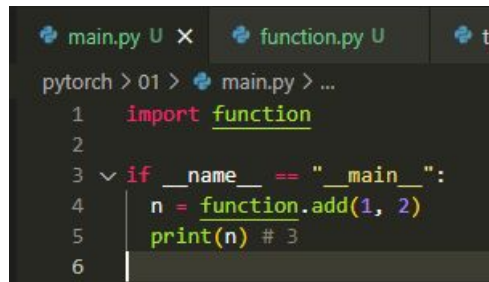 main.py U × function.py U t
pytorch > 01 > main.py > ...
1 import function
2
3 if __name__ == "__main__":
4 n = function.add(1, 2)
5 print(n) # 3
6